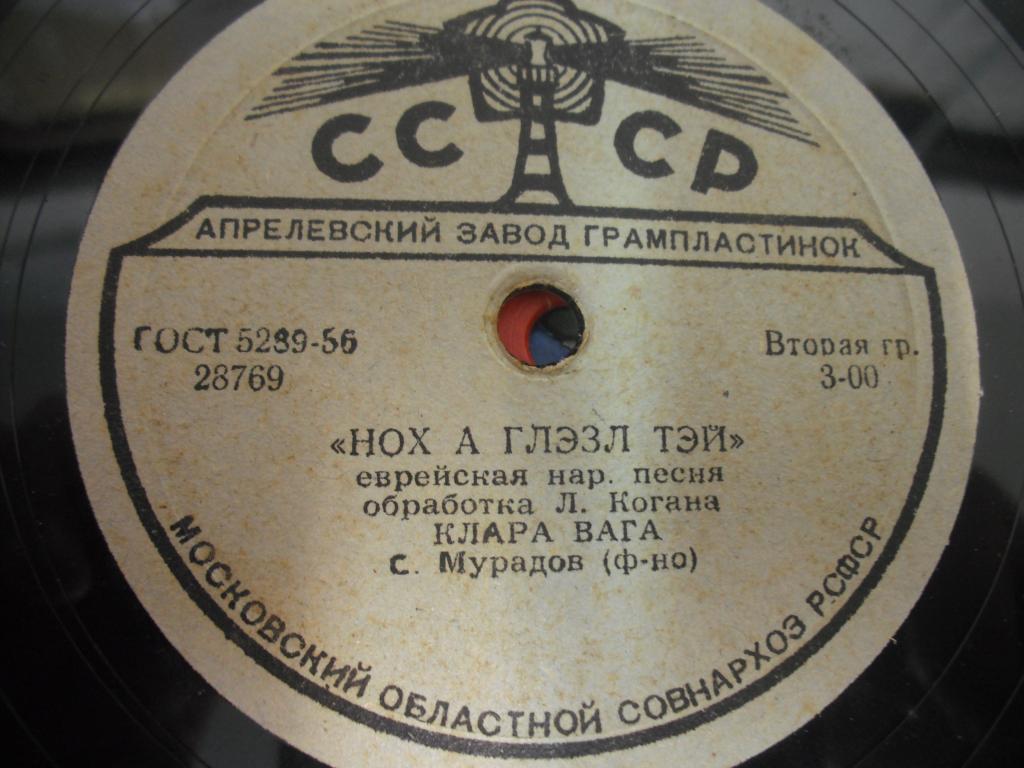 СССР
АПРЕЛЕВСКИЙ ЗАВОД ГРАМПЛАСТИНОК
ГОСТ 5289-56
28769
Вторая гр.
3-00
«НОХ А ГЛЭЗЛ ТЭЙ»
еврейская нар. песня
обработка Л. Когана
КЛАРА ВАГА
С. Мурадов (ф-но)
МОСКОВСКИЙ ОБЛАСТНОЙ СОВНАРХОЗ РСФСР